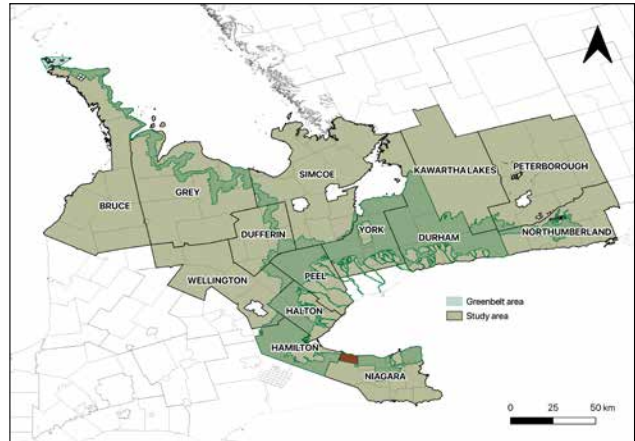 SIMCOE
KAWARTHA LAKES
PETERBOROUGH
BRUCE
GREY
DUFFERIN
YORK
DURHAM
NORTHUMBERLAND
WELLINGTON
PEEL
HALTON
HAMILTON
NIAGARA
Greenbelt area
Study area
0 25 50 km